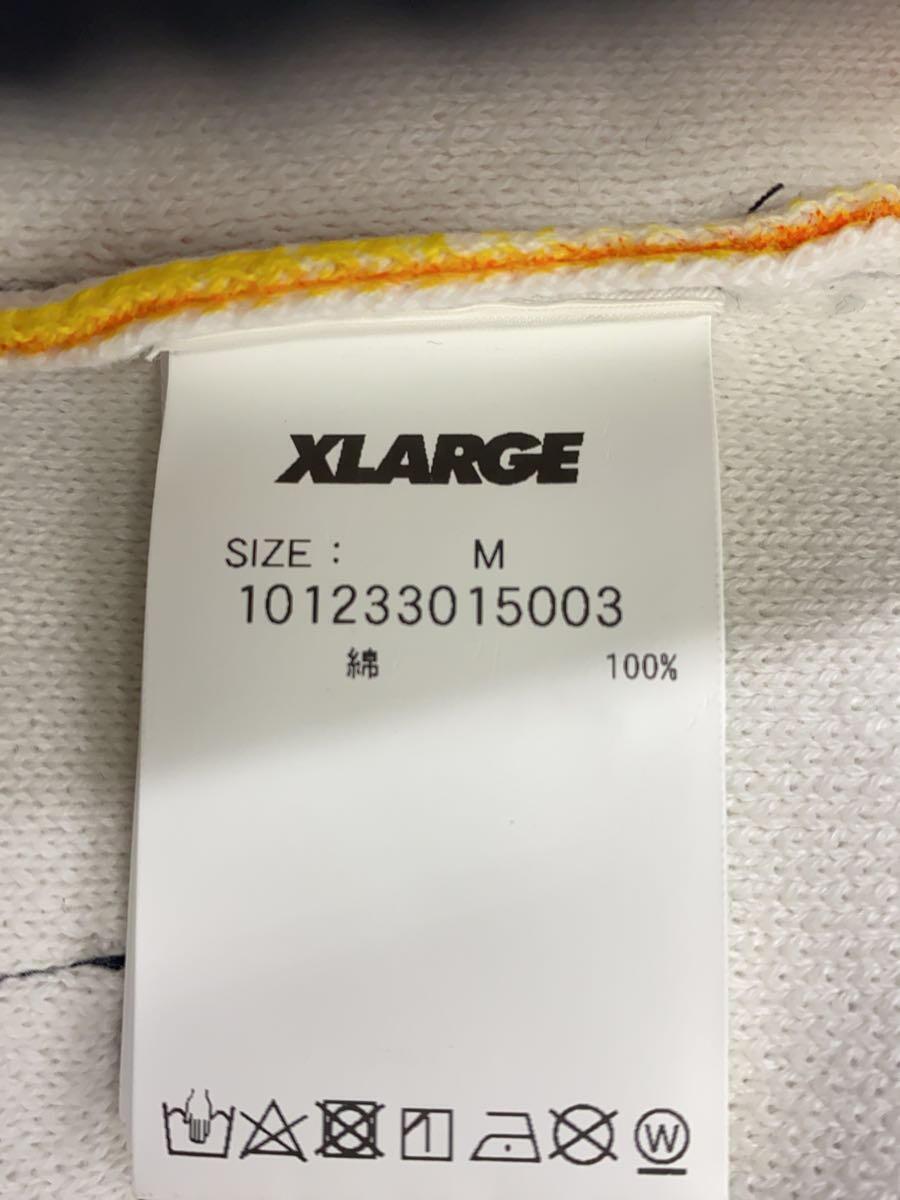 XLARGE
SIZE : M
101233015003
綿 100%
W